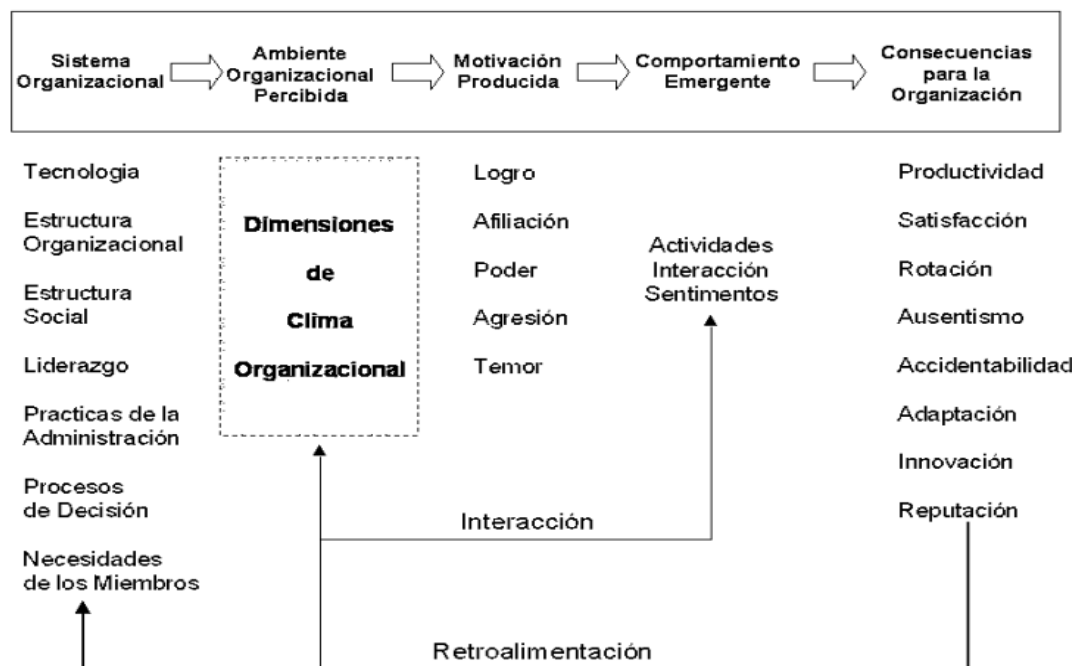 Sistema
Organizacional
Ambiente
Organizacional
Percibida
Motivación
Producida
Comportamiento
Emergente
Consecuencias
para la
Organización
Tecnologia
Estructura
Organizacional
Estructura
Social
Liderazgo
Practicas de la
Administración
Procesos
de Decisión
Necesidades
de los Miembros
Dimensiones
de
Clima
Organizacional
Logro
Afiliación
Poder
Agresión
Temor
Actividades
Interacción
Sentimentos
Productividad
Satisfacción
Rotación
Ausentismo
Accidentabilidad
Adaptación
Innovación
Reputación
Interacción
Retroalimentación